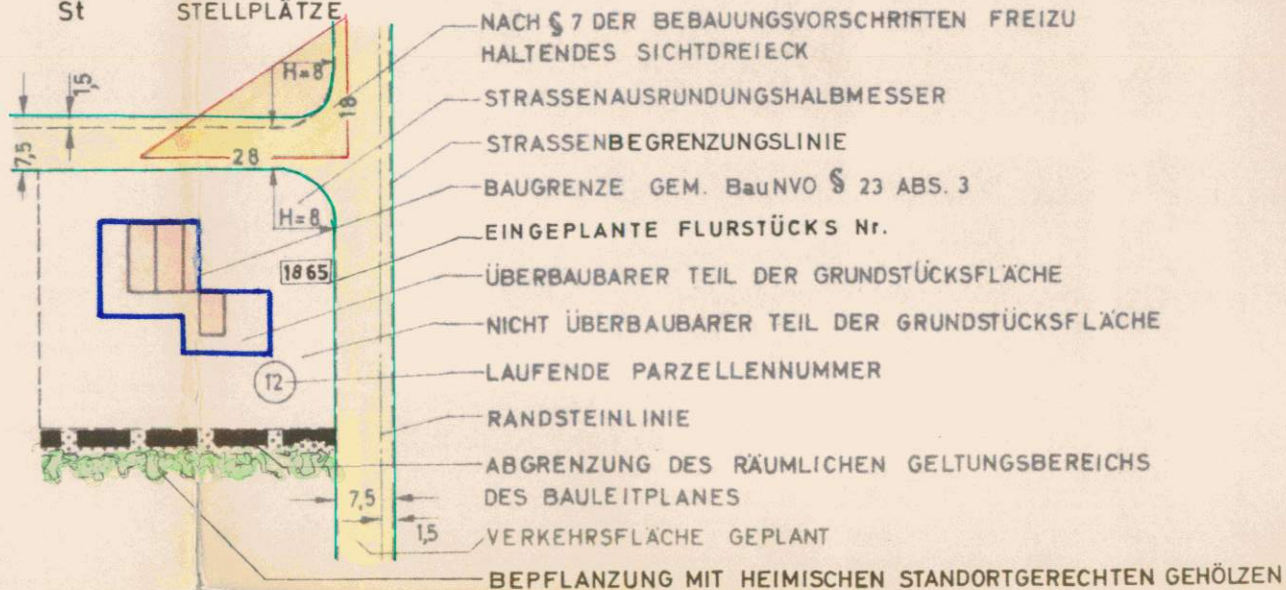 St STELLPLÄTZE
NACH § 7 DER BEBAUUNGSVORSCHRIFTEN FREIZU
HALTENDES SICHTDREIECK
H=8
1,5
18
STRASSENAUSRUNDUNGSHALBMESSER
STRASSENBEGRENZUNGSLINIE
7,5
28
BAUGRENZE GEM. BauNVO § 23 ABS. 3
H=8
EINGEPLANTE FLURSTÜCKS Nr.
1865
ÜBERBAUBARER TEIL DER GRUNDSTÜCKSFLÄCHE
NICHT ÜBERBAUBARER TEIL DER GRUNDSTÜCKSFLÄCHE
12
LAUFENDE PARZELLENNUMMER
RANDSTEINLINIE
ABGRENZUNG DES RÄUMLICHEN GELTUNGSBEREICHS
DES BAULEITPLANES
7,5
1,5
VERKEHRSFLÄCHE GEPLANT
BEPFLANZUNG MIT HEIMISCHEN STANDORTGERECHTEN GEHÖLZEN